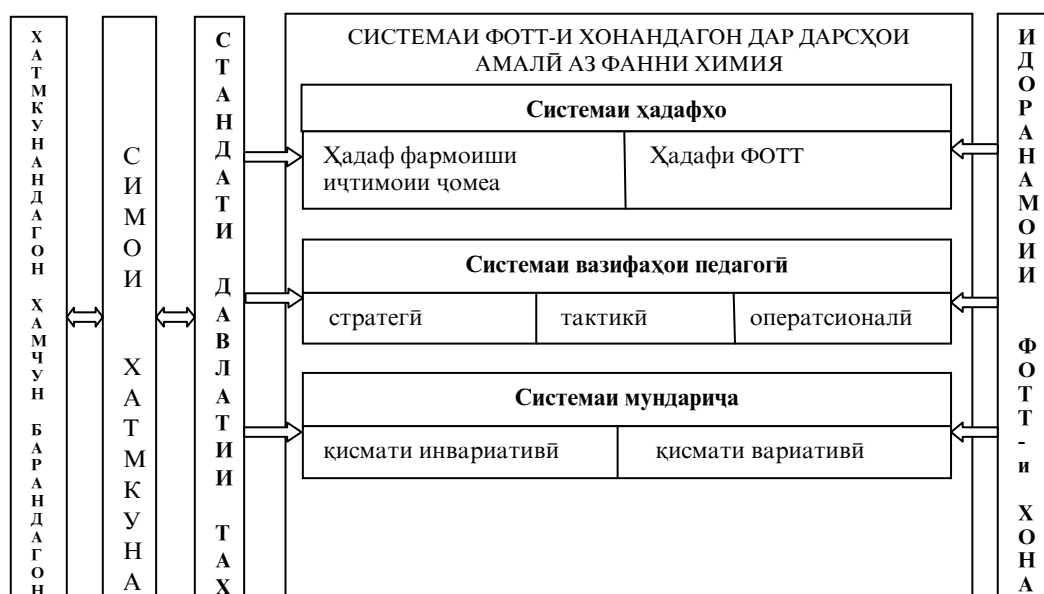 ХАТМКУНАНДАГОН ҲАМЧУН БАРАНДАГОН
СИМОИ ХАТМКУНА
СТАНДАТИ ДАВЛАТИИ ТАҲ
СИСТЕМАИ ФОТТ-И ХОНАНДАГОН ДАР ДАРСҲОИ
АМАЛӢ АЗ ФАННИ ХИМИЯ
Системаи ҳадафҳо
Ҳадаф фармоиши
иҷтимоии ҷомеа
Ҳадафи ФОТТ
Системаи вазифаҳои педагогӣ
стратегӣ
тактикӣ
оператсионалӣ
Системаи мундариҷа
қисмати инвариативӣ
қисмати вариативӣ
ИДОРАНАМОИИ ФОТТ-и ХОНА